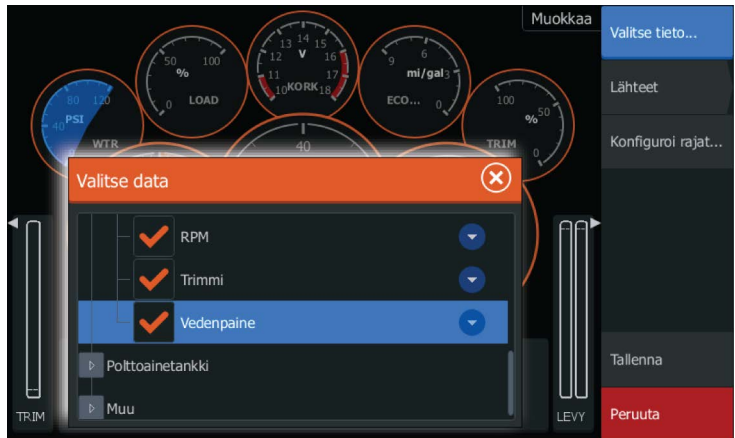 Muokkaa
Valitse tieto...
Lähteet
Konfiguroi rajat...
Tallenna
Peruuta
80 120
40 PSI
WTR
50 100
%
0 LOAD
13 14 15
12 V 16
11 17
10 KORK 18
9 6
mi/gal 3
ECO... 0
100
% 50
TRIM 0
40
Valitse data
RPM
Trimmi
Vedenpaine
Polttoainetankki
Muu
TRIM
LEVY